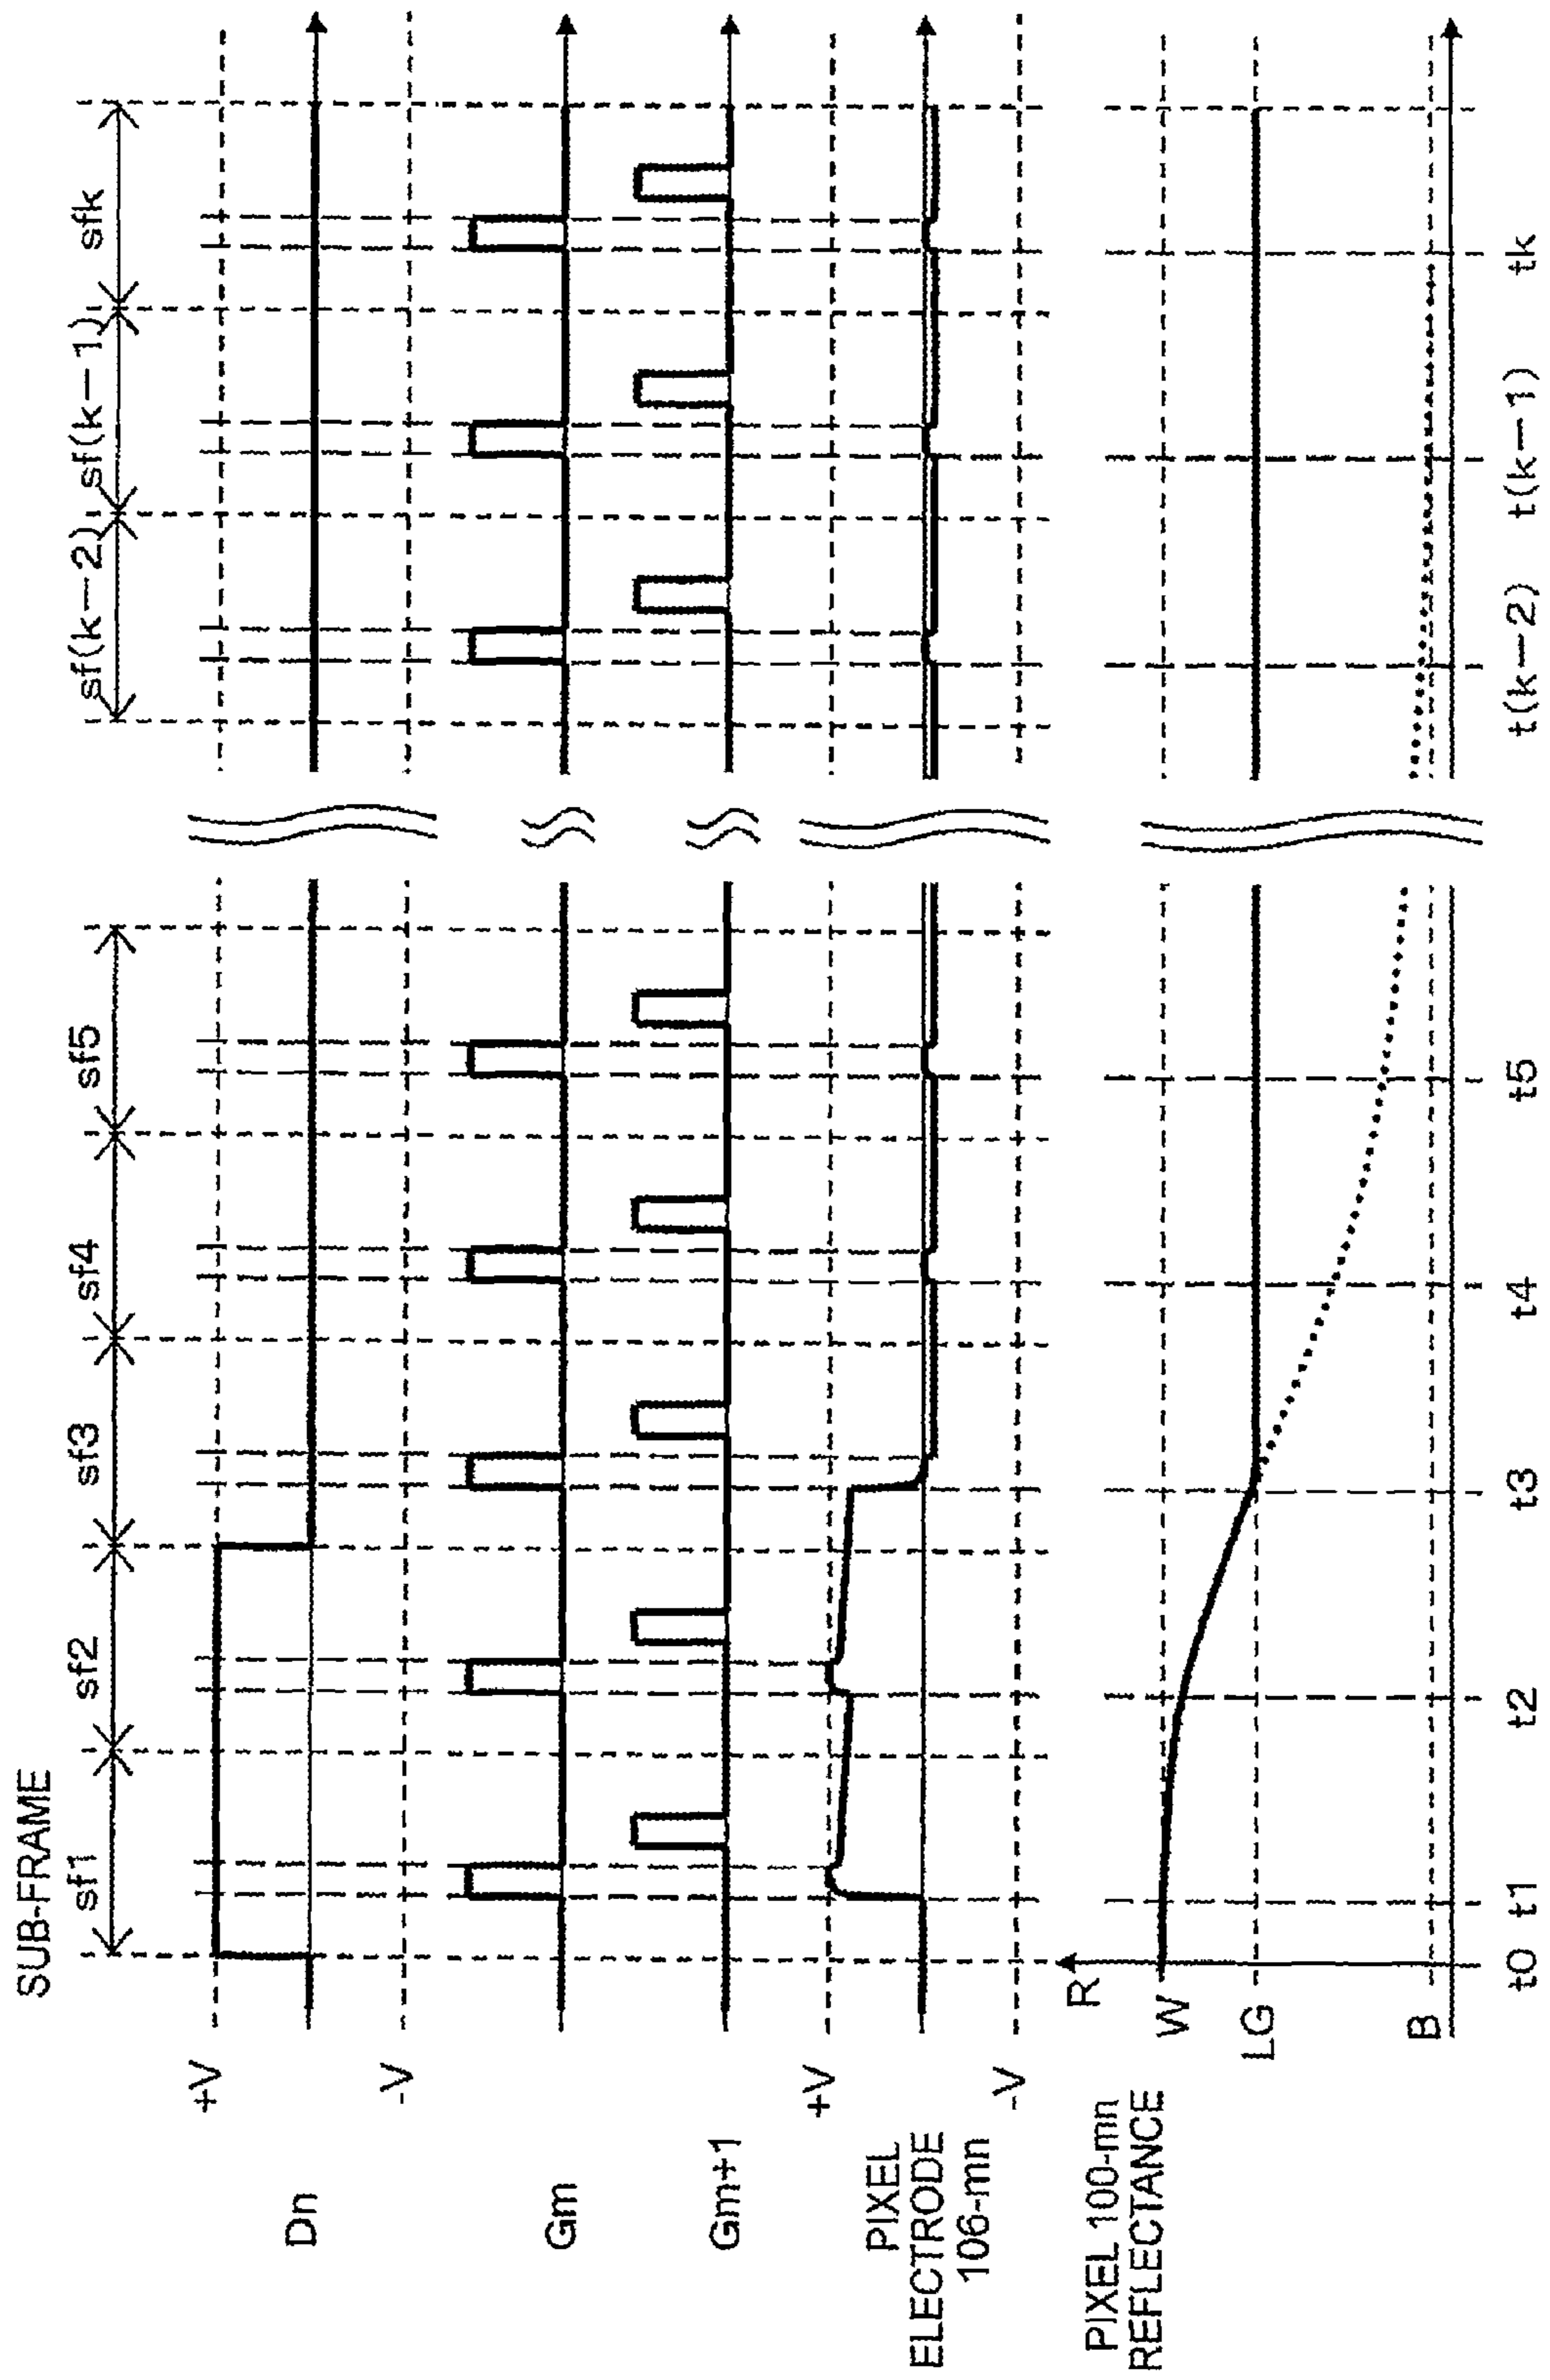 SUB-FRAME
sf1 sf2 sf3 sf4 sf5 sf(k-2) sf(k-1) sfk
+V
Dn
-V
Gm
Gm+1
+V
PIXEL
ELECTRODE
106-mn
-V
PIXEL 100-mn
REFLECTANCE
R
W
LG
B
t0 t1 t2 t3 t4 t5 t(k-2) t(k-1) tk